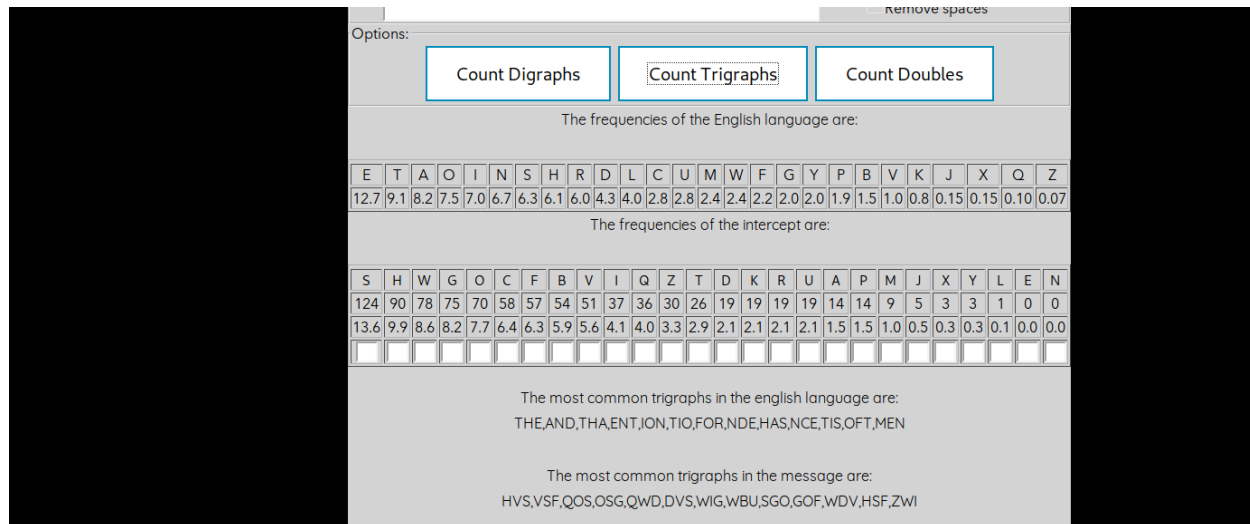 Remove spaces
Options:
Count Digraphs Count Trigraphs Count Doubles
The frequencies of the English language are:
E T A O I N S H R D L C U M W F G Y P B V K J X Q Z
12.7 9.1 8.2 7.5 7.0 6.7 6.3 6.1 6.0 4.3 4.0 2.8 2.8 2.4 2.4 2.2 2.0 2.0 1.9 1.5 1.0 0.8 0.15 0.15 0.10 0.07
The frequencies of the intercept are:
S H W G O C F B V I Q Z T D K R U A P M J X Y L E N
124 90 78 75 70 58 57 54 51 37 36 30 26 19 19 19 19 14 14 9 5 3 3 1 0 0
13.6 9.9 8.6 8.2 7.7 6.4 6.3 5.9 5.6 4.1 4.0 3.3 2.9 2.1 2.1 2.1 2.1 1.5 1.5 1.0 0.5 0.3 0.3 0.1 0.0 0.0
The most common trigraphs in the english language are:
THE,AND,THA,ENT,ION,TIO,FOR,NDE,HAS,NCE,TIS,OFT,MEN
The most common trigraphs in the message are:
HVS,VSF,QOS,OSG,QWD,DVS,WIG,WBU,SGO,GOF,WDV,HSF,ZWI